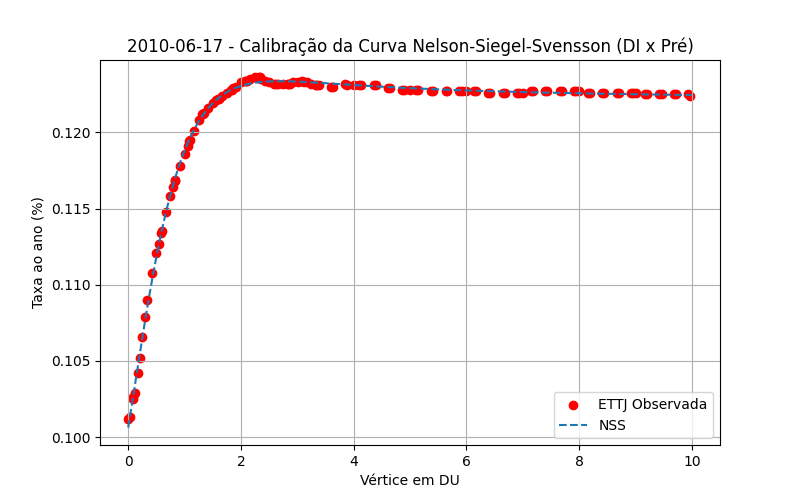 2010-06-17 - Calibração da Curva Nelson-Siegel-Svensson (DI x Pré)
Taxa ao ano (%)
0.120
0.115
0.110
0.105
0.100
0
2
4
6
8
10
Vértice em DU
ETTJ Observada
NSS